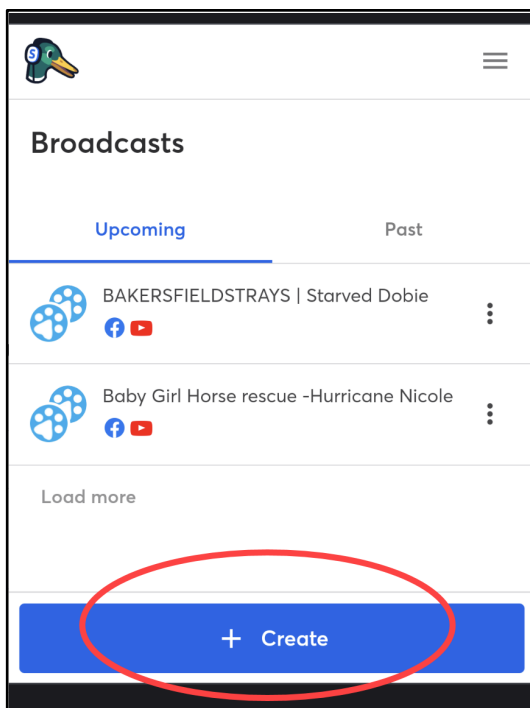 S
Broadcasts
Upcoming Past
BAKERSFIELDSTRAYS | Starved Dobie
Baby Girl Horse rescue -Hurricane Nicole
Load more
+ Create